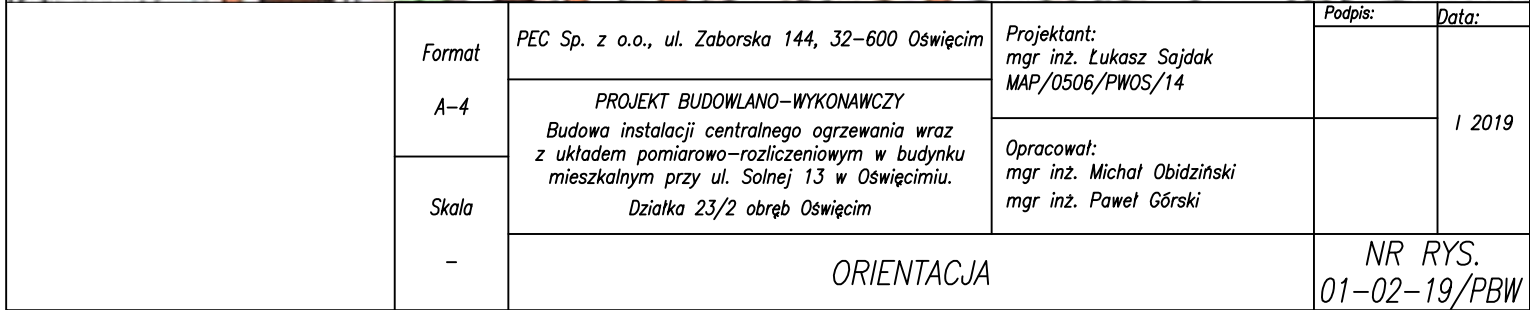 Format
A-4
Skala
-
PEC Sp. z o.o., ul. Zaborska 144, 32-600 Oświęcim
PROJEKT BUDOWLANO-WYKONAWCZY
Budowa instalacji centralnego ogrzewania wraz
z układem pomiarowo-rozliczeniowym w budynku
mieszkalnym przy ul. Solnej 13 w Oświęcimiu.
Działka 23/2 obręb Oświęcim
Projektant:
mgr inż. Łukasz Sajdak
MAP/0506/PWOS/14
Opracował:
mgr inż. Michał Obidziński
mgr inż. Paweł Górski
Podpis:
Data:
I 2019
ORIENTACJA
NR RYS.
01-02-19/PBW